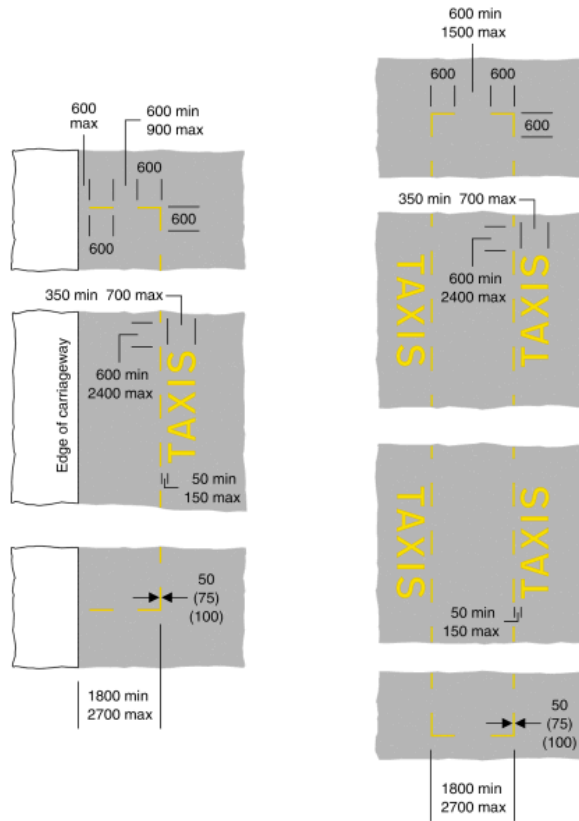 600
max
600 min
900 max
600
600
600
350 min 700 max
600 min
2400 max
Edge of carriageway
TAXIS
50 min
150 max
50
(75)
(100)
1800 min
2700 max
600 min
1500 max
600
600
600
350 min 700 max
600 min
2400 max
TAXIS
TAXIS
TAXIS
TAXIS
50 min
150 max
50
(75)
(100)
1800 min
2700 max